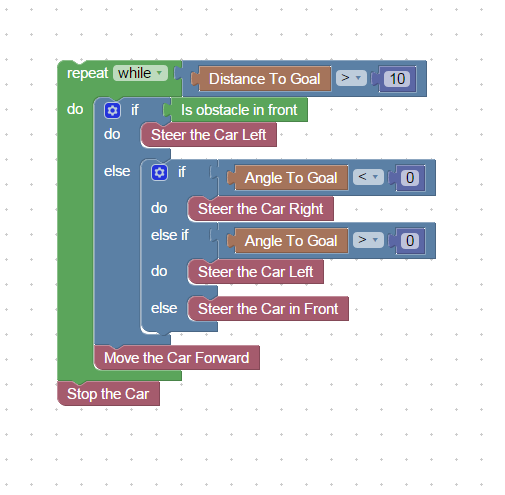 repeat while Distance To Goal > 10
do if Is obstacle in front
do Steer the Car Left
else if Angle To Goal < 0
do Steer the Car Right
else if Angle To Goal > 0
do Steer the Car Left
else Steer the Car in Front
Move the Car Forward
Stop the Car